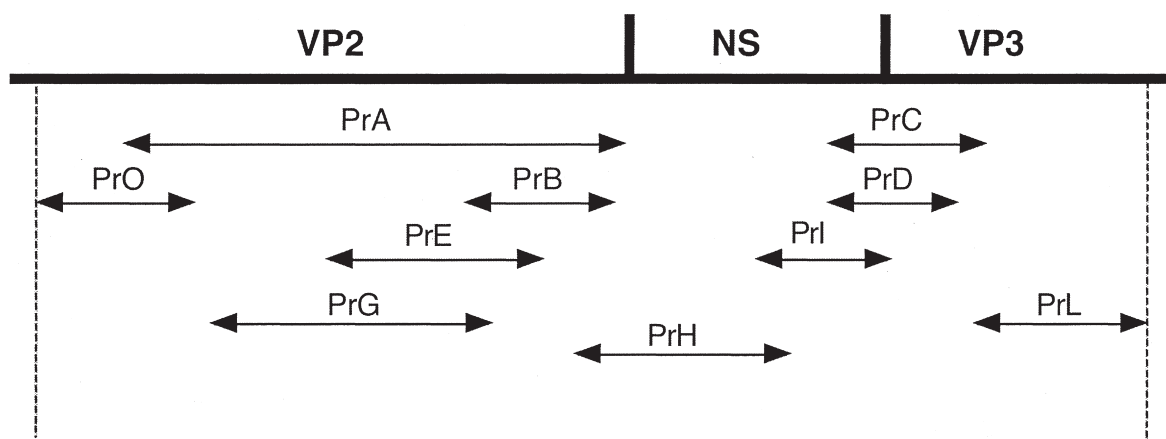 VP2 NS VP3
PrA PrC
PrO PrB PrD
PrE PrI
PrG PrL
PrH